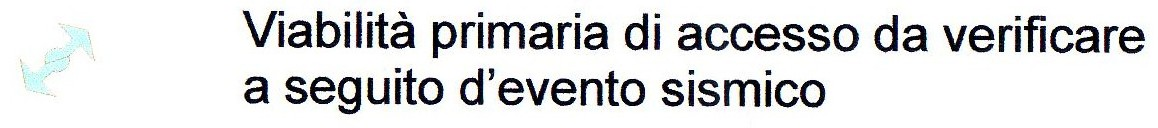 Viabilità primaria di accesso da verificare
a seguito d'evento sismico